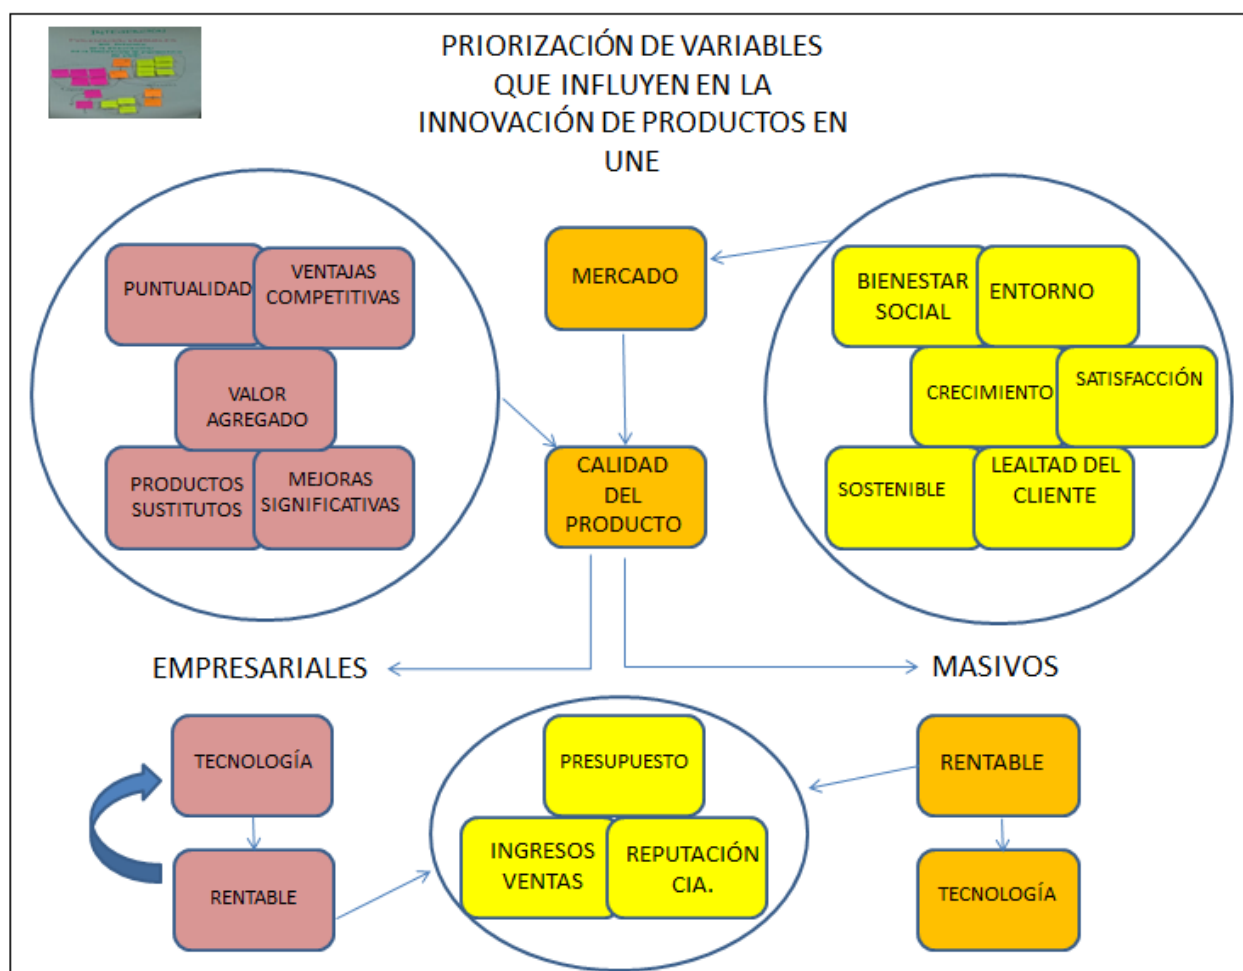 PRIORIZACIÓN DE VARIABLES
QUE INFLUYEN EN LA
INNOVACIÓN DE PRODUCTOS EN
UNE
PUNTUALIDAD
VENTAJAS
COMPETITIVAS
VALOR
AGREGADO
PRODUCTOS
SUSTITUTOS
MEJORAS
SIGNIFICATIVAS
MERCADO
CALIDAD
DEL
PRODUCTO
BIENESTAR
SOCIAL
ENTORNO
CRECIMIENTO
SATISFACCIÓN
SOSTENIBLE
LEALTAD DEL
CLIENTE
EMPRESARIALES
MASIVOS
TECNOLOGÍA
RENTABLE
PRESUPUESTO
INGRESOS
VENTAS
REPUTACIÓN
CIA.
RENTABLE
TECNOLOGÍA